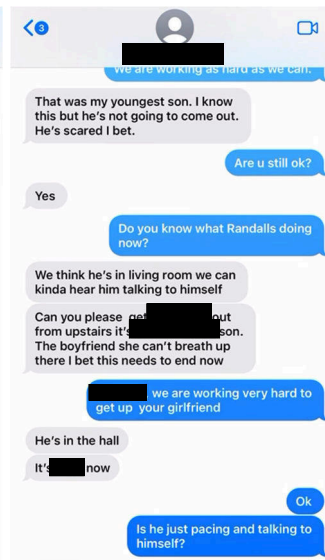 3
We are working as hard as we can.
That was my youngest son. I know
this but he's not going to come out.
He's scared I bet.
Are u still ok?
Yes
Do you know what Randalls doing
now?
We think he's in living room we can
kinda hear him talking to himself
Can you please get out
from upstairs it's son.
The boyfriend she can't breath up
there I bet this needs to end now
, we are working very hard to
get up your girlfriend
He's in the hall
It's now
Ok
Is he just pacing and talking to
himself?